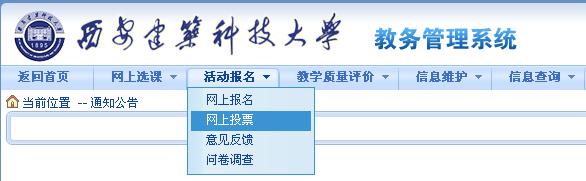 西安建筑科技大学 教务管理系统
1895
返回首页 网上选课 活动报名 教学质量评价 信息维护 信息查询
当前位置 -- 通知公告
网上报名
网上投票
意见反馈
问卷调查